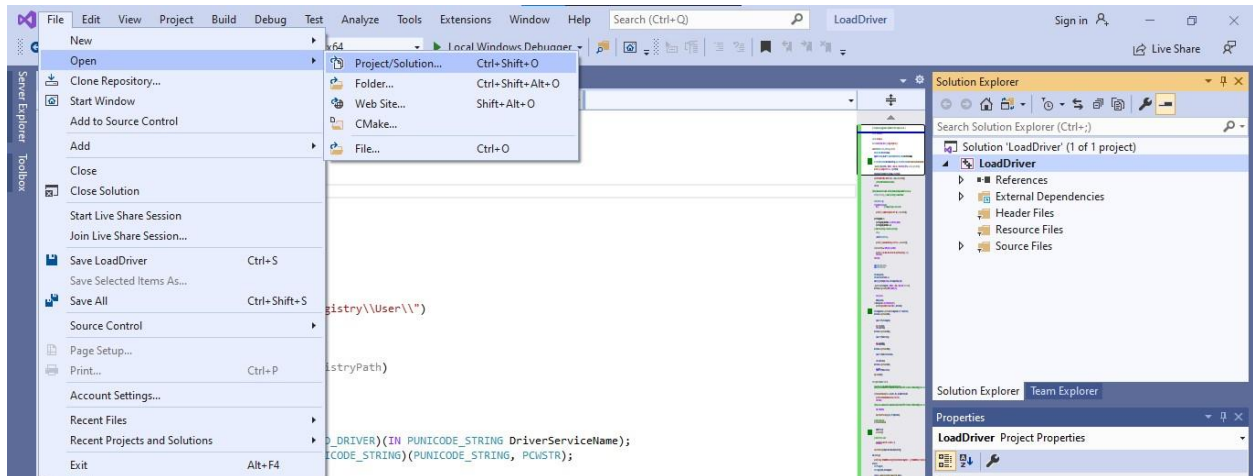 File Edit View Project Build Debug Test Analyze Tools Extensions Window Help Search (Ctrl+Q) LoadDriver Sign in
x64 Local Windows Debugger Live Share
Server Explorer
Toolbox
New
Open
Clone Repository...
Start Window
Add to Source Control
Add
Close
Close Solution
Start Live Share Session
Join Live Share Session...
Save LoadDriver Ctrl+S
Save Selected Items As...
Save All Ctrl+Shift+S
Source Control
Page Setup...
Print... Ctrl+P
Account Settings...
Recent Files
Recent Projects and Solutions
Exit Alt+F4
Project/Solution... Ctrl+Shift+O
Folder... Ctrl+Shift+Alt+O
Web Site... Shift+Alt+O
CMake...
File... Ctrl+O
gistry\\User\\")
istryPath)
D_DRIVER)(IN PUNICODE_STRING DriverServiceName);
ICODE_STRING)(PUNICODE_STRING, PCWSTR);
Solution Explorer
Search Solution Explorer (Ctrl+;)
Solution 'LoadDriver' (1 of 1 project)
LoadDriver
References
External Dependencies
Header Files
Resource Files
Source Files
Solution Explorer Team Explorer
Properties
LoadDriver Project Properties